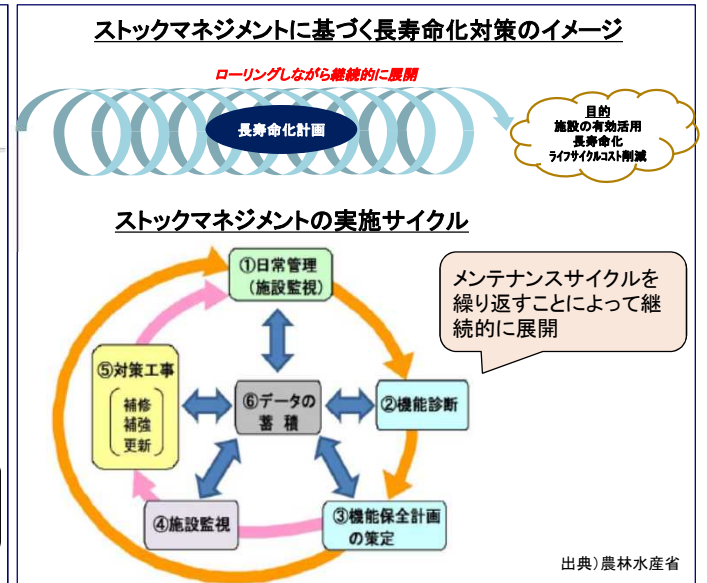 ストックマネジメントに基づく長寿命化対策のイメージ
ローリングしながら継続的に展開
長寿命化計画
目的
施設の有効活用
長寿命化
ライフサイクルコスト削減
ストックマネジメントの実施サイクル
①日常管理
(施設監視)
メンテナンスサイクルを
繰り返すことによって継
続的に展開
⑤対策工事
補修
補強
更新
⑥データの
蓄 積
②機能診断
④施設監視
③機能保全計画
の策定
出典)農林水産省